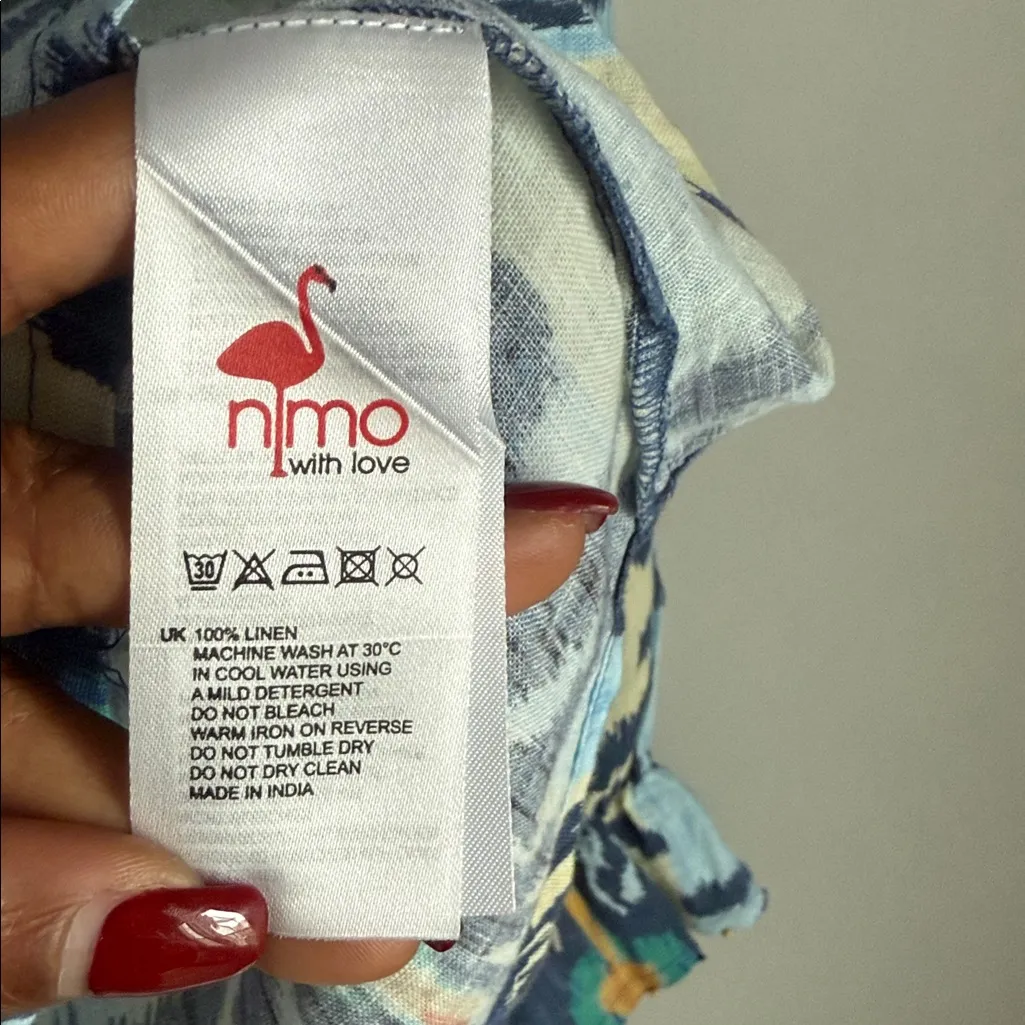 nimo
with love
30
UK 100% LINEN
MACHINE WASH AT 30°C
IN COOL WATER USING
A MILD DETERGENT
DO NOT BLEACH
WARM IRON ON REVERSE
DO NOT TUMBLE DRY
DO NOT DRY CLEAN
MADE IN INDIA